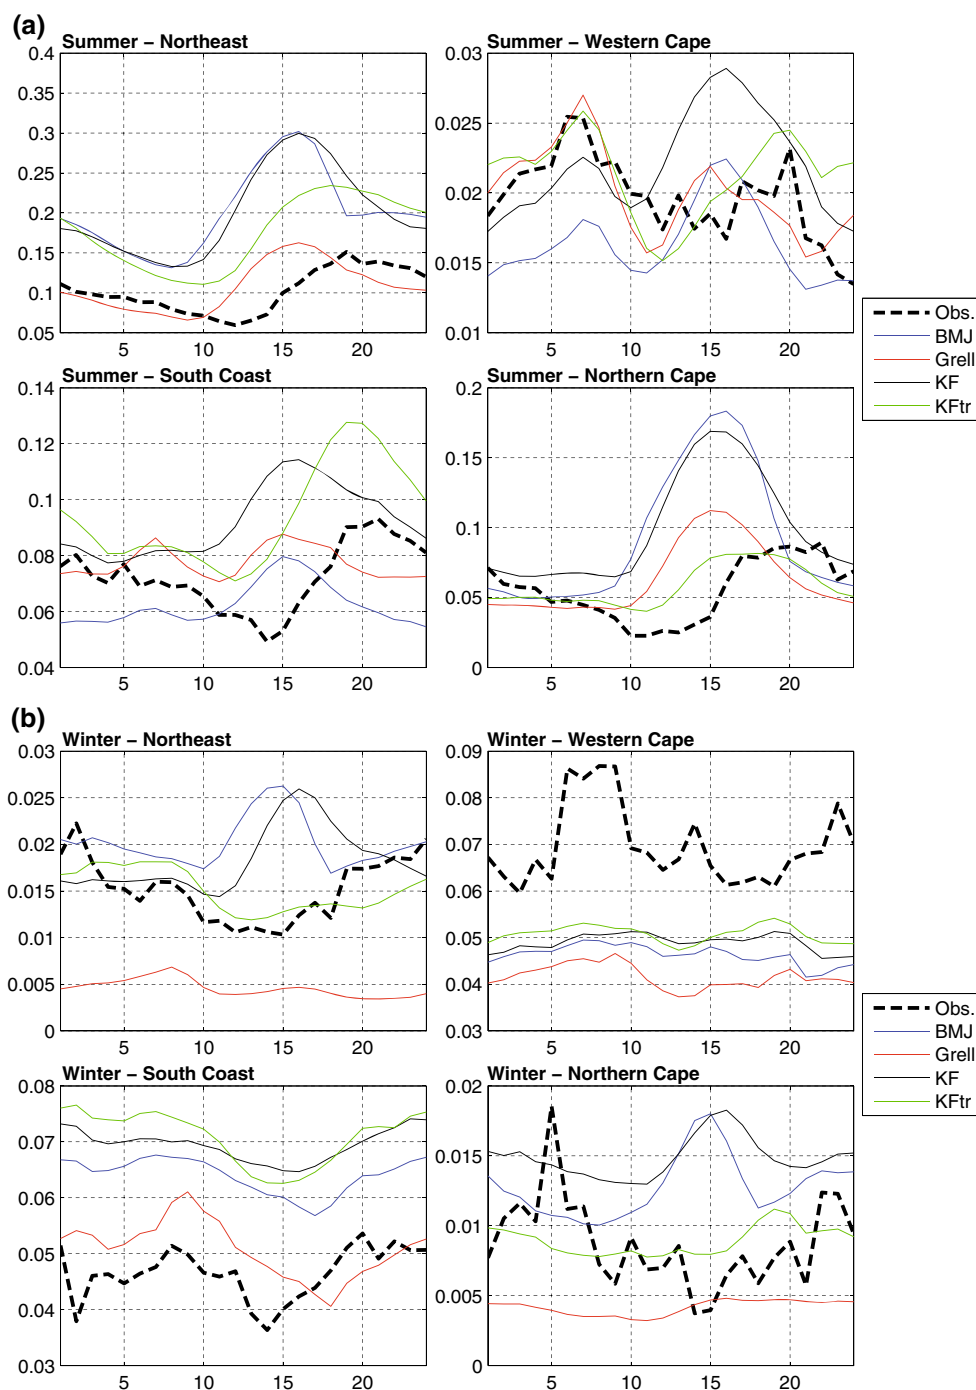 (a)
Summer – Northeast
0.4
0.35
0.3
0.25
0.2
0.15
0.1
0.05
5 10 15 20
Summer – Western Cape
0.03
0.025
0.02
0.015
0.01
5 10 15 20
Obs.
BMJ
Grell
KF
KFtr
Summer – South Coast
0.14
0.12
0.1
0.08
0.06
0.04
5 10 15 20
Summer – Northern Cape
0.2
0.15
0.1
0.05
0
5 10 15 20
(b)
Winter – Northeast
0.03
0.025
0.02
0.015
0.01
0.005
0
5 10 15 20
Winter – Western Cape
0.09
0.08
0.07
0.06
0.05
0.04
0.03
5 10 15 20
Obs.
BMJ
Grell
KF
KFtr
Winter – South Coast
0.08
0.07
0.06
0.05
0.04
0.03
5 10 15 20
Winter – Northern Cape
0.02
0.015
0.01
0.005
0
5 10 15 20